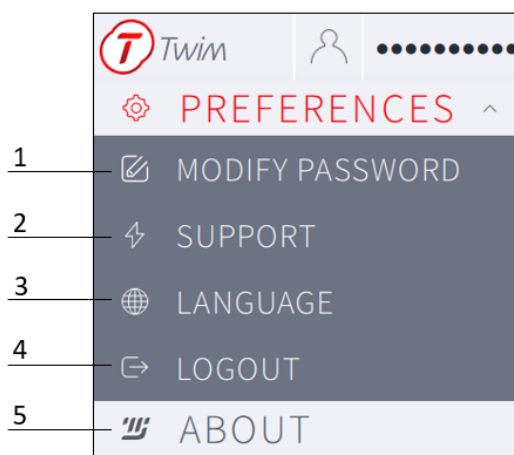 Twim ●●●●●●●●●●●
PREFERENCES
1 MODIFY PASSWORD
2 SUPPORT
3 LANGUAGE
4 LOGOUT
5 ABOUT